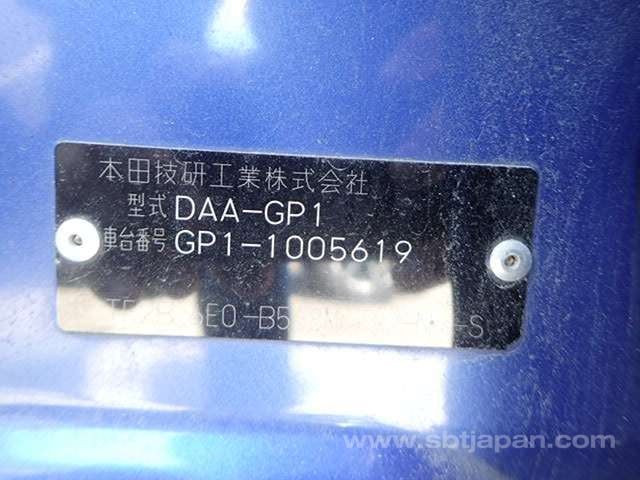 本田技研工業株式会社
型式 DAA-GP1
車台番号 GP1-1005619
www.sbtjapan.com